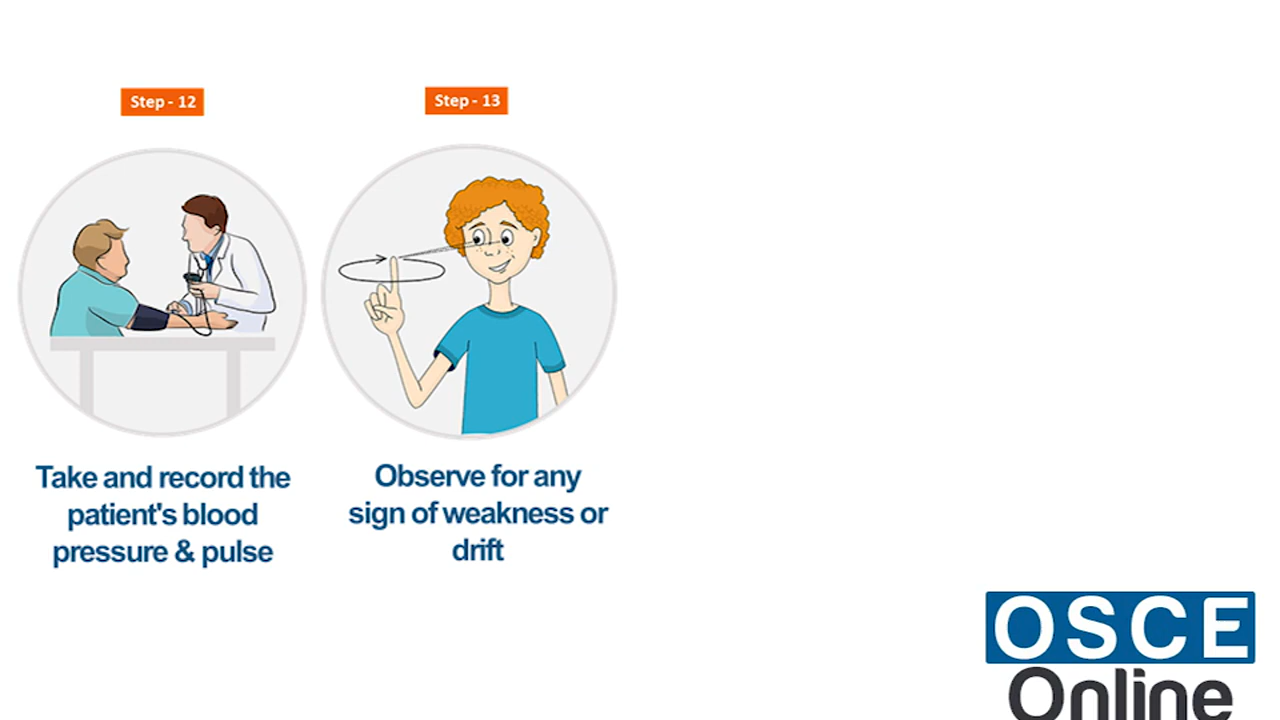 Step - 12
Step - 13
Take and record the
patient's blood
pressure & pulse
Observe for any
sign of weakness or
drift
OSCE
Online